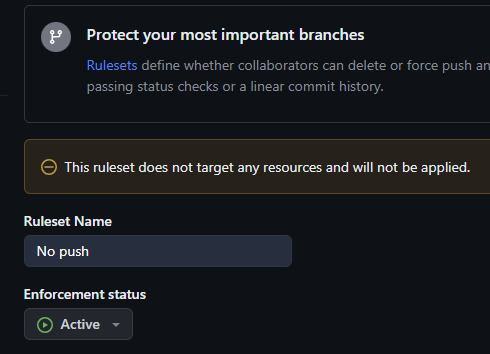 Protect your most important branches
Rulesets define whether collaborators can delete or force push
passing status checks or a linear commit history.
This ruleset does not target any resources and will not be applied.
Ruleset Name
No push
Enforcement status
Active